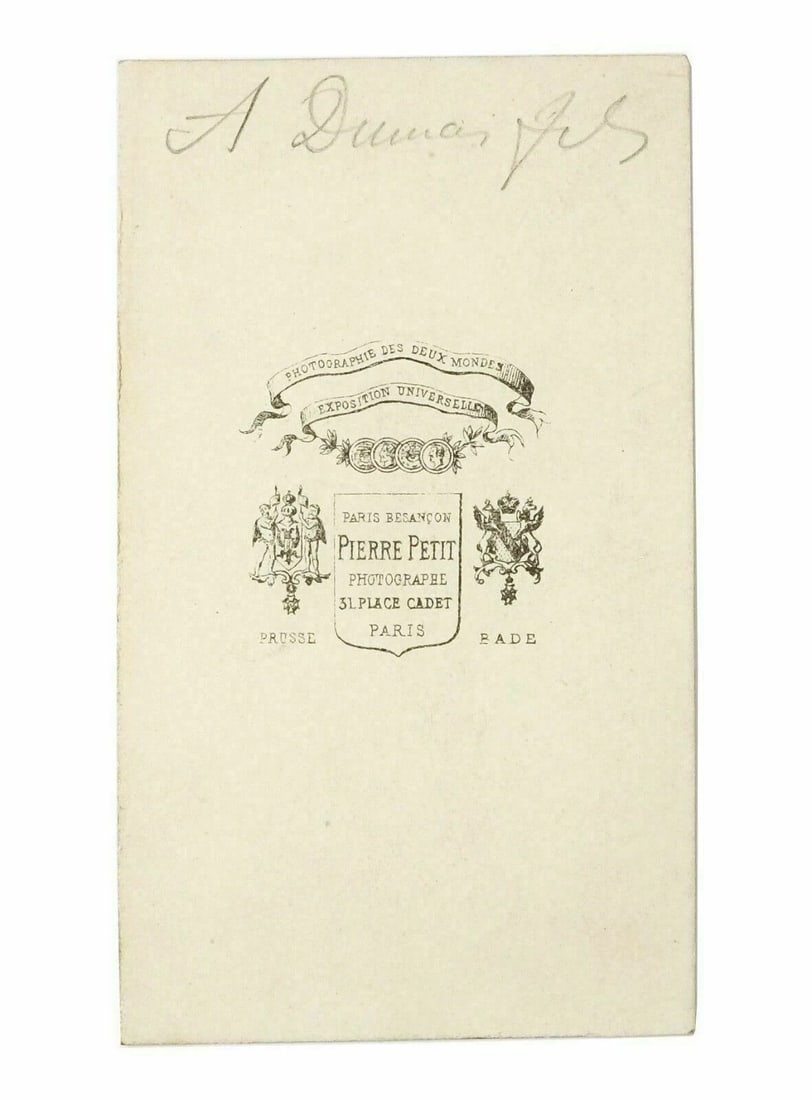 A Dumas fils
PHOTOGRAPHIE DES DEUX MONDES
EXPOSITION UNIVERSELLE
PARIS BESANÇON
PIERRE PETIT
PHOTOGRAPHE
31. PLACE CADET
PARIS
PRUSSE
BADE